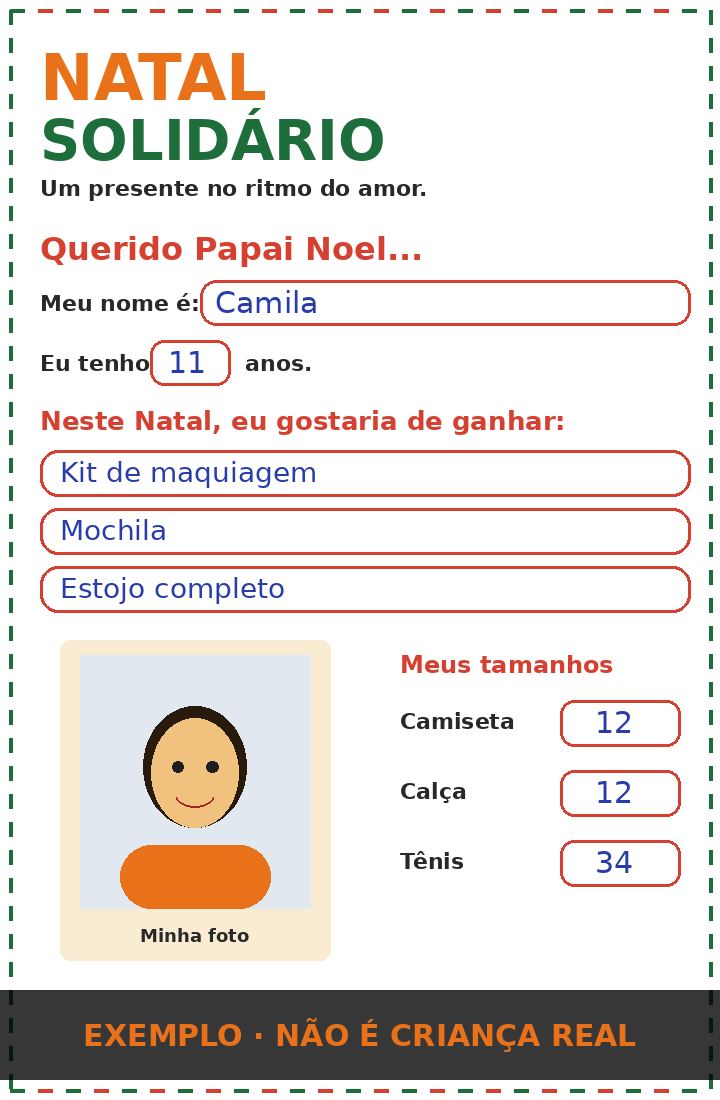 NATAL
SOLIDÁRIO
Um presente no ritmo do amor.
Querido Papai Noel...
Meu nome é: Camila
Eu tenho 11 anos.
Neste Natal, eu gostaria de ganhar:
Kit de maquiagem
Mochila
Estojo completo
Meus tamanhos
Camiseta 12
Calça 12
Tênis 34
Minha foto
EXEMPLO · NÃO É CRIANÇA REAL